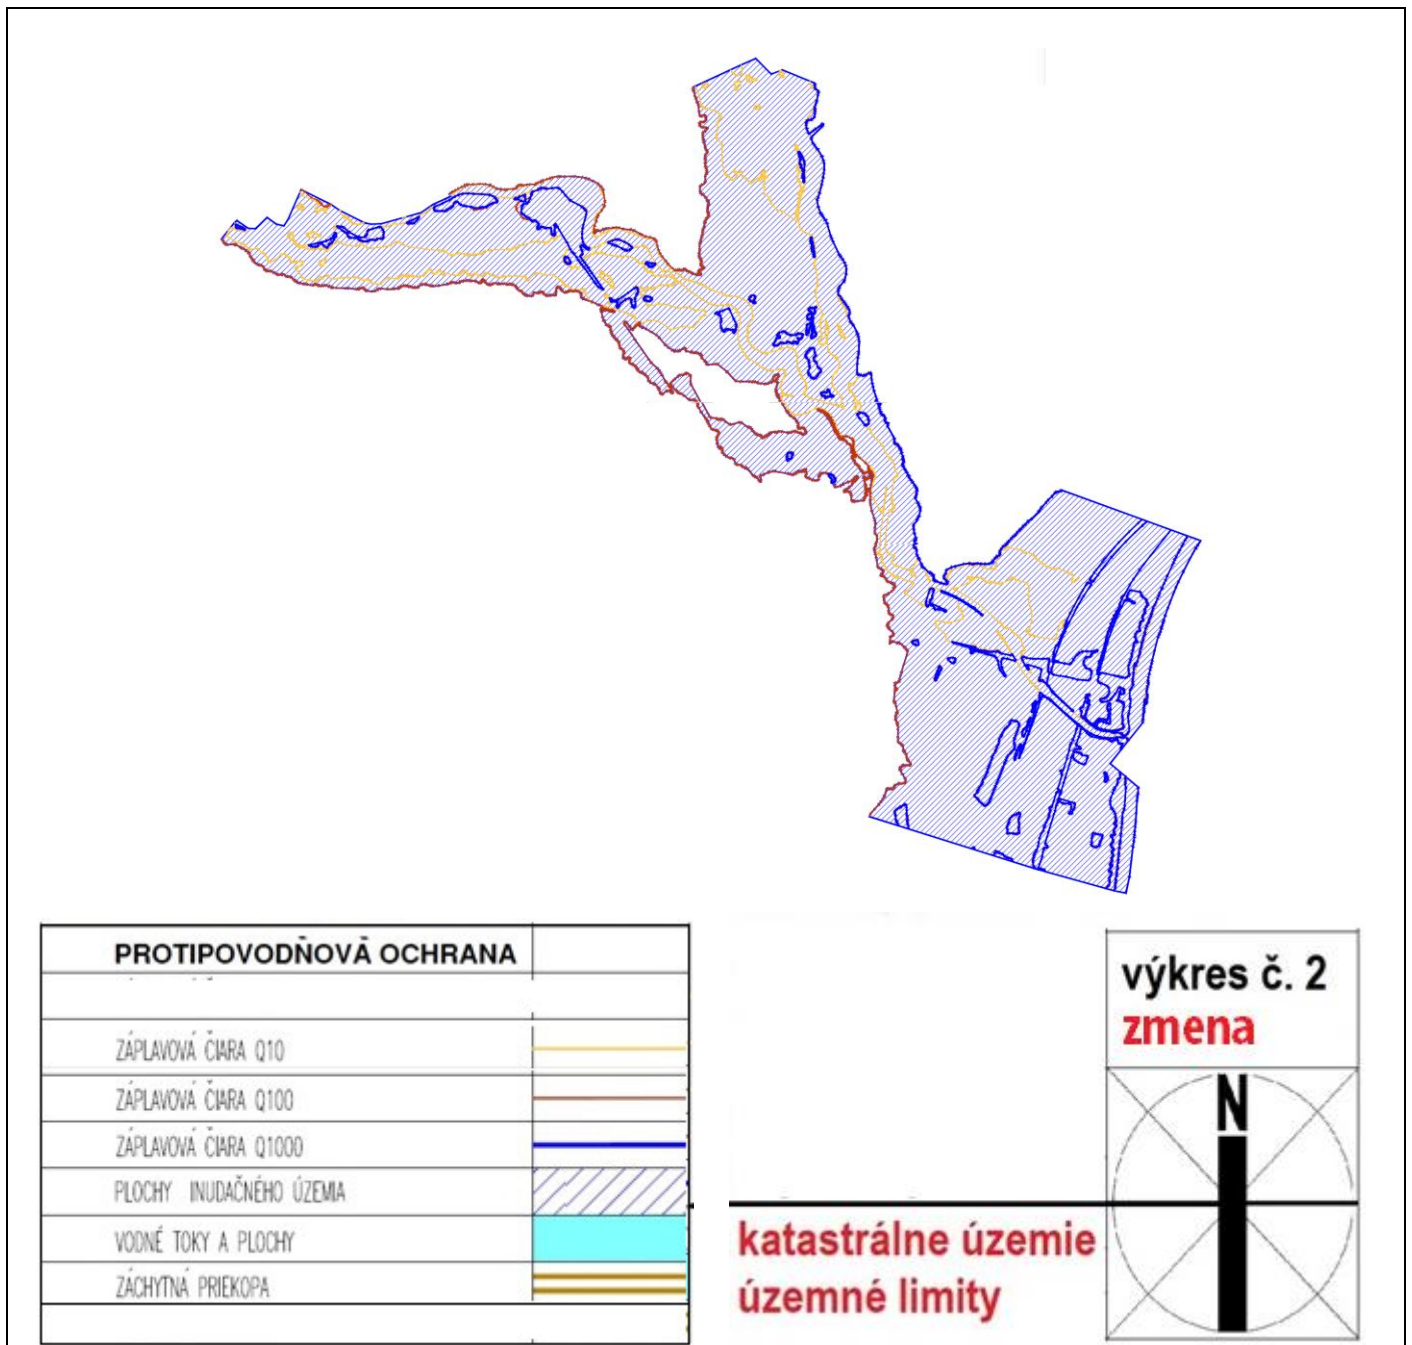 PROTIPOVODŇOVÁ OCHRANA
ZÁPLAVOVÁ ČIARA Q10
ZÁPLAVOVÁ ČIARA Q100
ZÁPLAVOVÁ ČIARA Q1000
PLOCHY INUDAČNÉHO ÚZEMIA
VODNÉ TOKY A PLOCHY
ZÁCHYTNÁ PRIEKOPA
výkres č. 2
zmena
N
katastrálne územie
územné limity